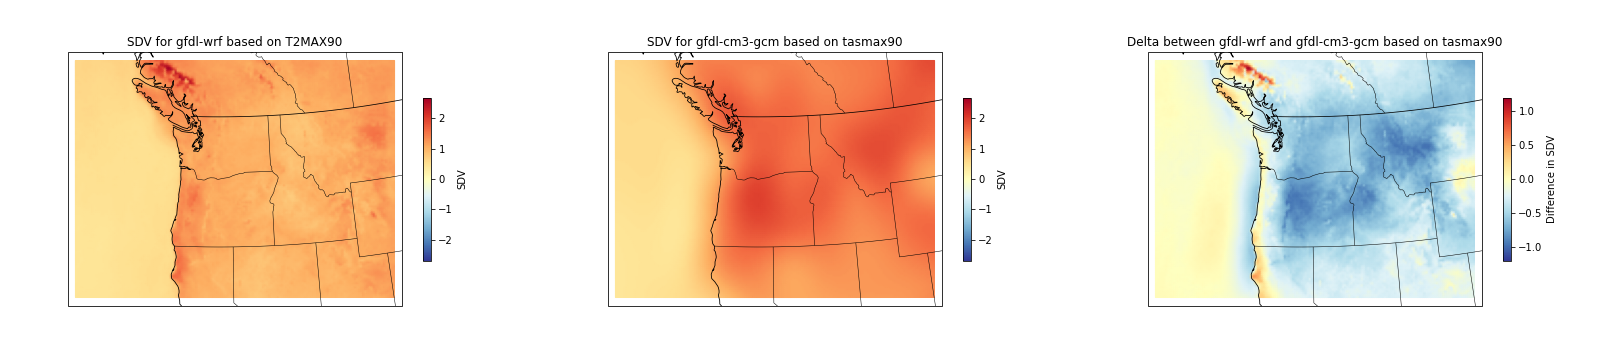 SDV for gfdl-wrf based on T2MAX90
2
1
0
−1
−2
SDV
SDV for gfdl-cm3-gcm based on tasmax90
2
1
0
−1
−2
SDV
Delta between gfdl-wrf and gfdl-cm3-gcm based on tasmax90
1.0
0.5
0.0
−0.5
−1.0
Difference in SDV